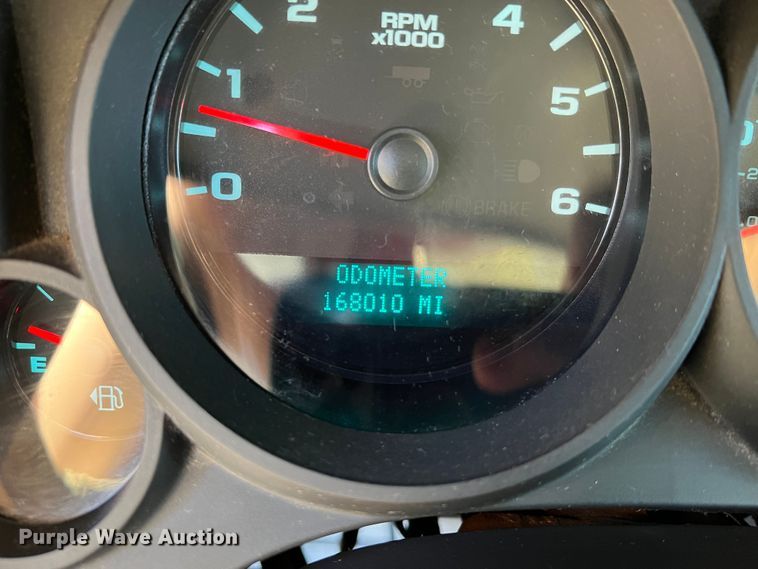 RPM
x1000
0
1
2
4
5
6
BRAKE
ODOMETER
168010 MI
E
Purple Wave Auction